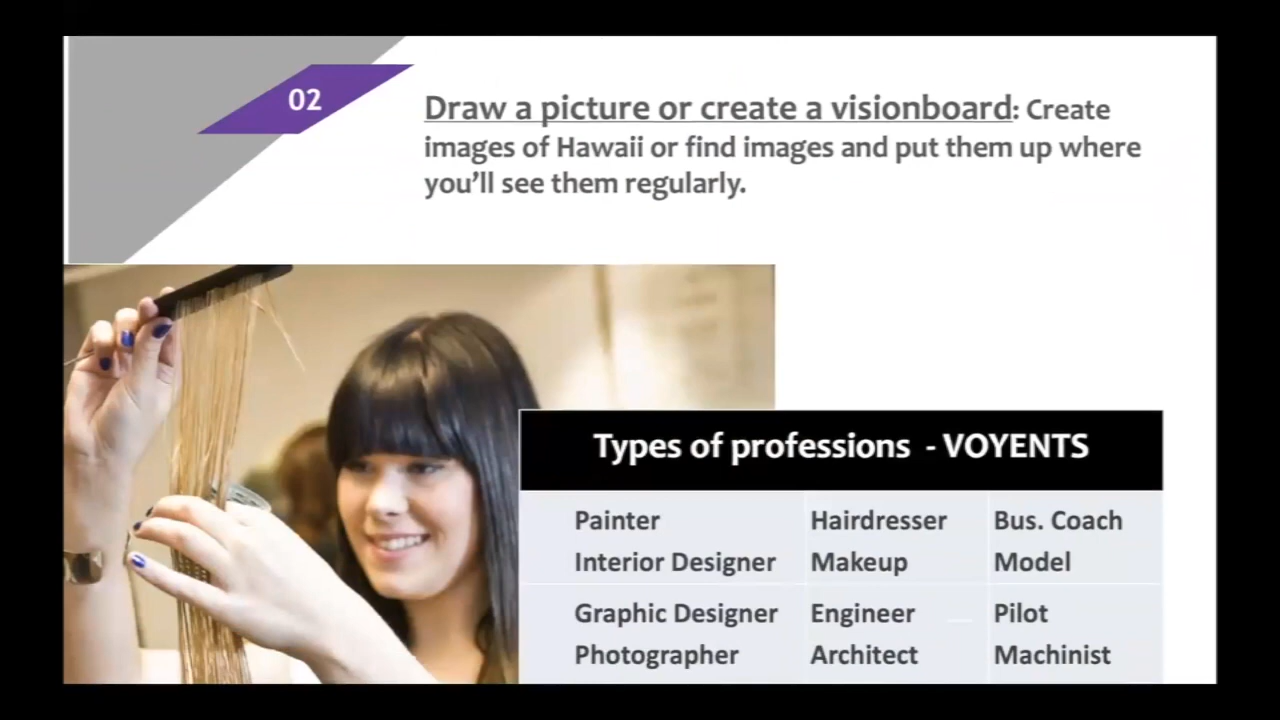 02
Draw a picture or create a visionboard: Create
images of Hawaii or find images and put them up where
you'll see them regularly.
Types of professions - VOYENTS
Painter Hairdresser Bus. Coach
Interior Designer Makeup Model
Graphic Designer Engineer Pilot
Photographer Architect Machinist